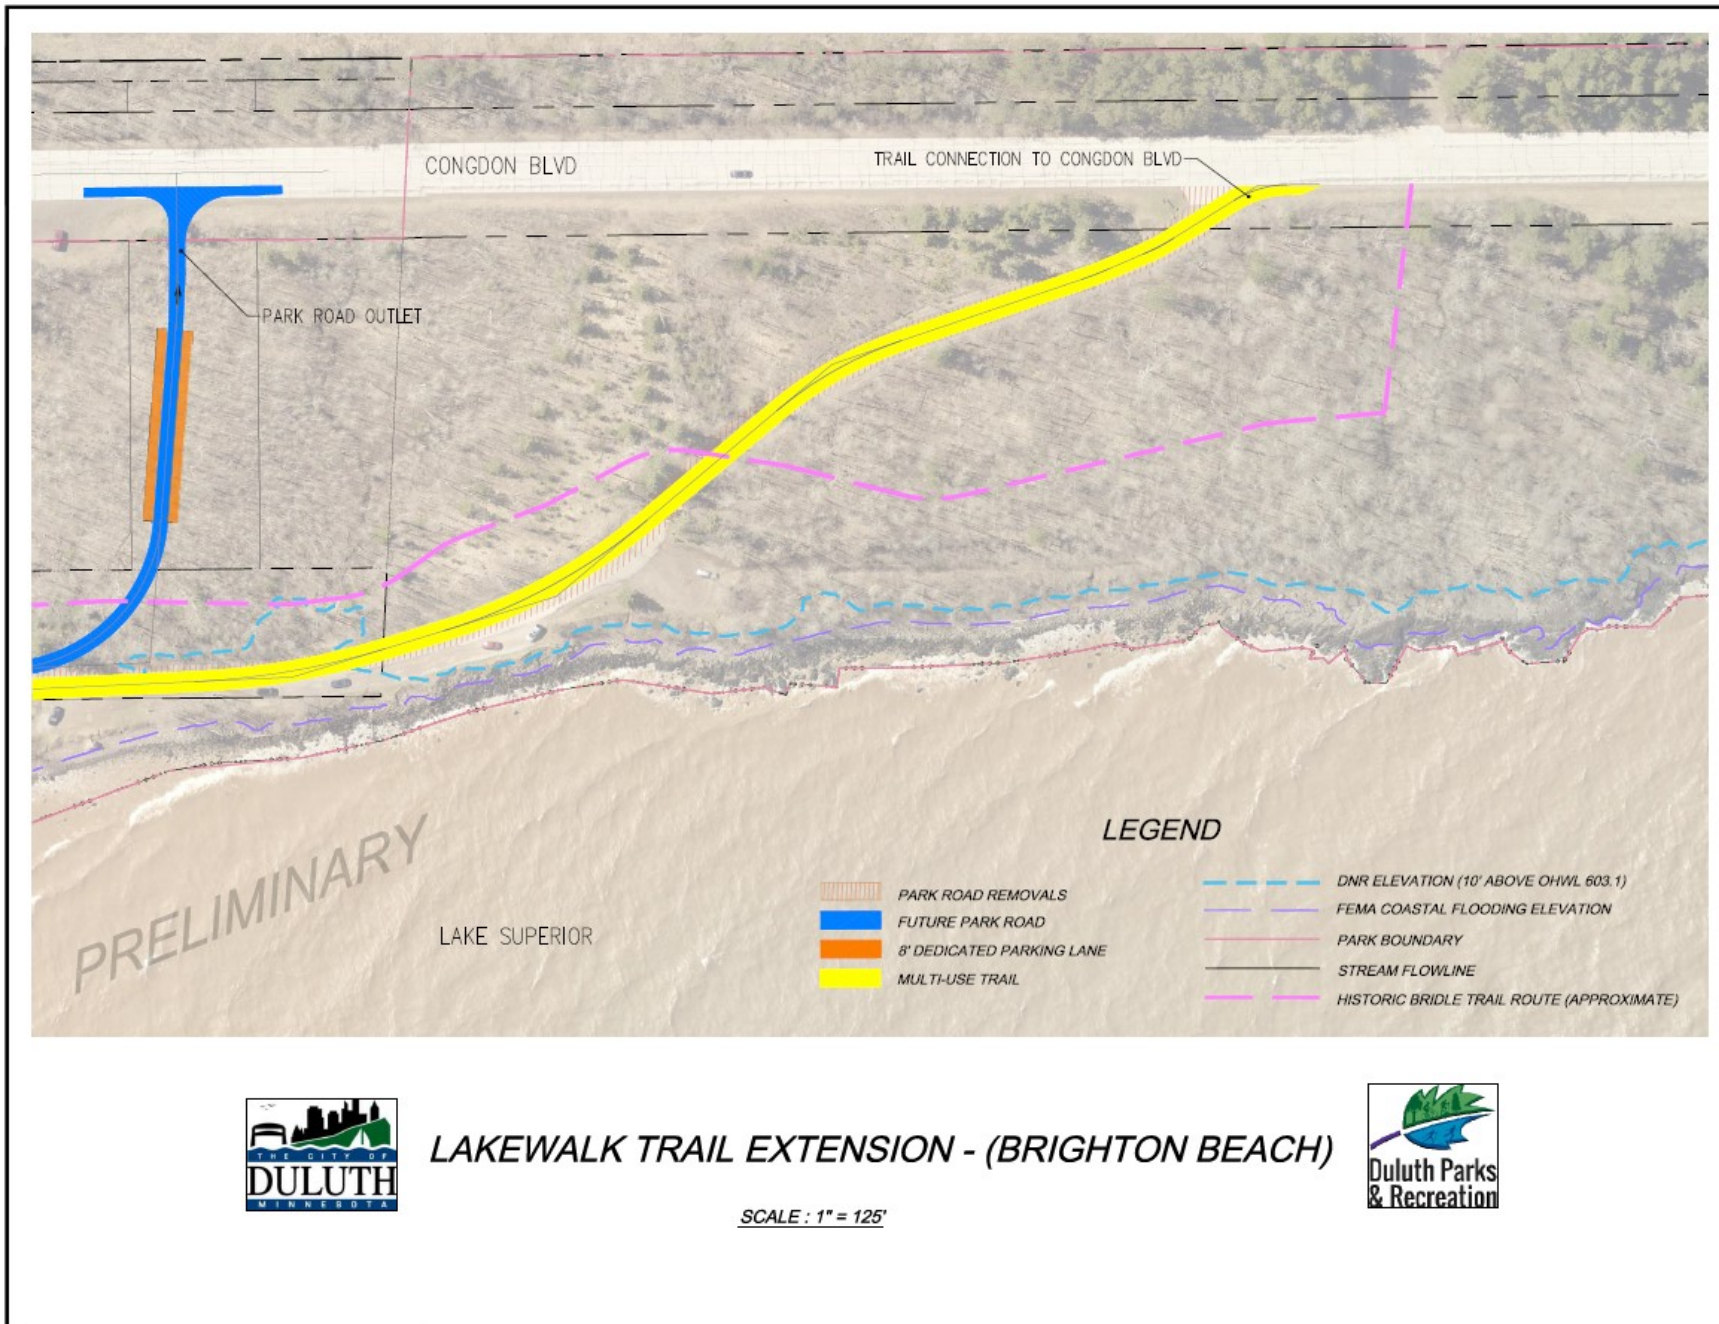 CONGDON BLVD
TRAIL CONNECTION TO CONGDON BLVD
PARK ROAD OUTLET
PRELIMINARY
LAKE SUPERIOR
LEGEND
PARK ROAD REMOVALS
FUTURE PARK ROAD
8' DEDICATED PARKING LANE
MULTI-USE TRAIL
DNR ELEVATION (10' ABOVE OHWL 603.1)
FEMA COASTAL FLOODING ELEVATION
PARK BOUNDARY
STREAM FLOWLINE
HISTORIC BRIDLE TRAIL ROUTE (APPROXIMATE)
THE CITY OF
DULUTH
MINNESOTA
LAKEWALK TRAIL EXTENSION - (BRIGHTON BEACH)
SCALE : 1" = 125'
Duluth Parks
& Recreation